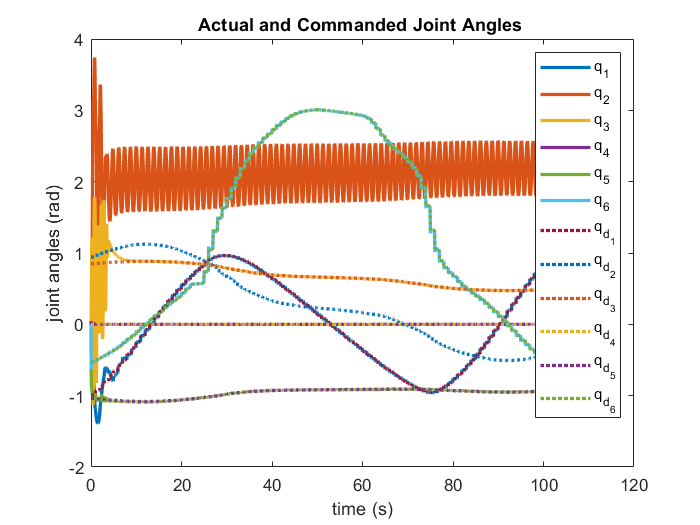 Actual and Commanded Joint Angles
joint angles (rad)
4
3
2
1
0
-1
-2
0 20 40 60 80 100 120
time (s)
q1
q2
q3
q4
q5
q6
qd1
qd2
qd3
qd4
qd5
qd6